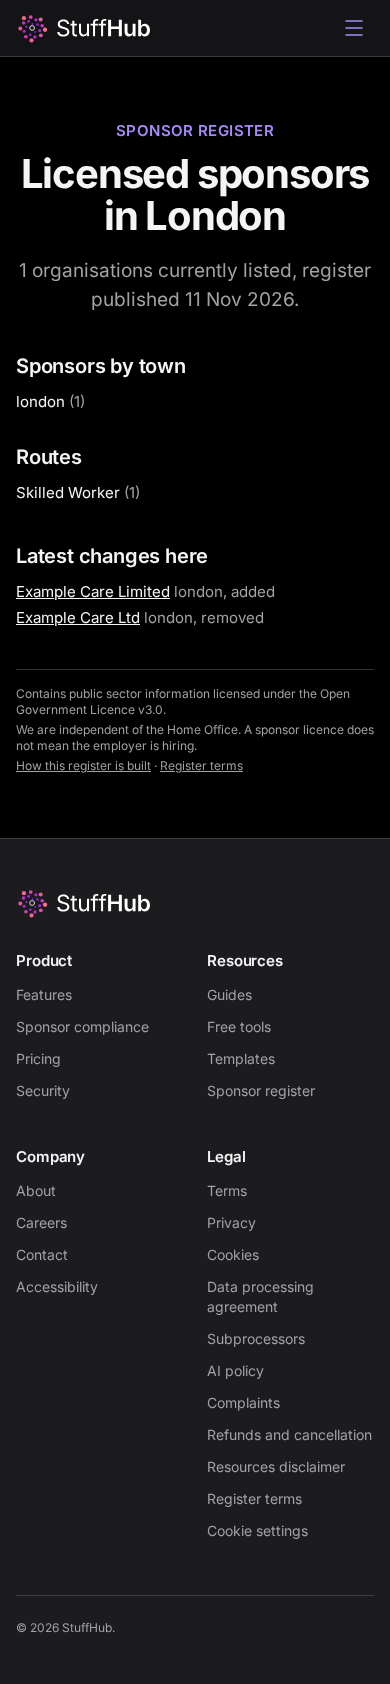 StuffHub
SPONSOR REGISTER
Licensed sponsors
in London
1 organisations currently listed, register
published 11 Nov 2026.
Sponsors by town
london (1)
Routes
Skilled Worker (1)
Latest changes here
Example Care Limited london, added
Example Care Ltd london, removed
Contains public sector information licensed under the Open
Government Licence v3.0.
We are independent of the Home Office. A sponsor licence does
not mean the employer is hiring.
How this register is built · Register terms
StuffHub
Product
Features
Sponsor compliance
Pricing
Security
Resources
Guides
Free tools
Templates
Sponsor register
Company
About
Careers
Contact
Accessibility
Legal
Terms
Privacy
Cookies
Data processing
agreement
Subprocessors
AI policy
Complaints
Refunds and cancellation
Resources disclaimer
Register terms
Cookie settings
© 2026 StuffHub.